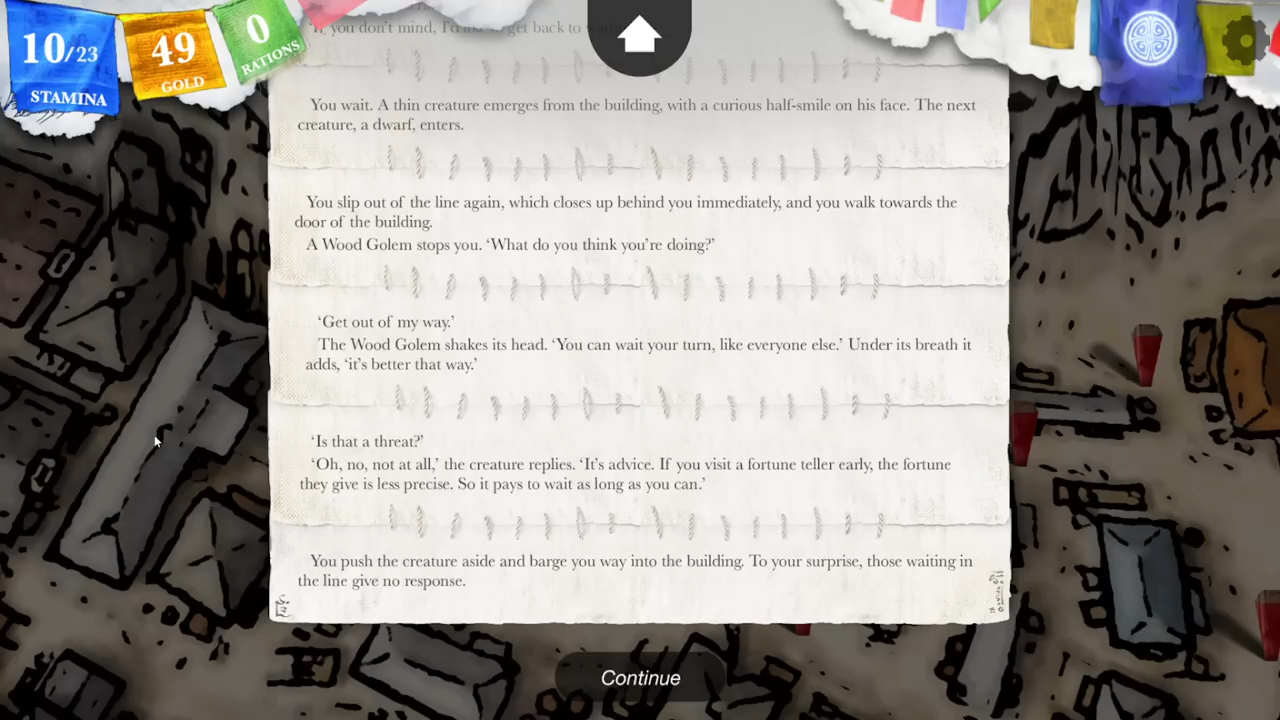 10/23
STAMINA
49
GOLD
0
RATIONS
you don't mind, I'd get back to
You wait. A thin creature emerges from the building, with a curious half-smile on his face. The next
creature, a dwarf, enters.
You slip out of the line again, which closes up behind you immediately, and you walk towards the
door of the building.
A Wood Golem stops you. ‘What do you think you’re doing?’
‘Get out of my way.’
The Wood Golem shakes its head. ‘You can wait your turn, like everyone else.’ Under its breath it
adds, ‘it’s better that way.’
‘Is that a threat?’
‘Oh, no, not at all,’ the creature replies. ‘It’s advice. If you visit a fortune teller early, the fortune
they give is less precise. So it pays to wait as long as you can.’
You push the creature aside and barge you way into the building. To your surprise, those waiting in
the line give no response.
Continue